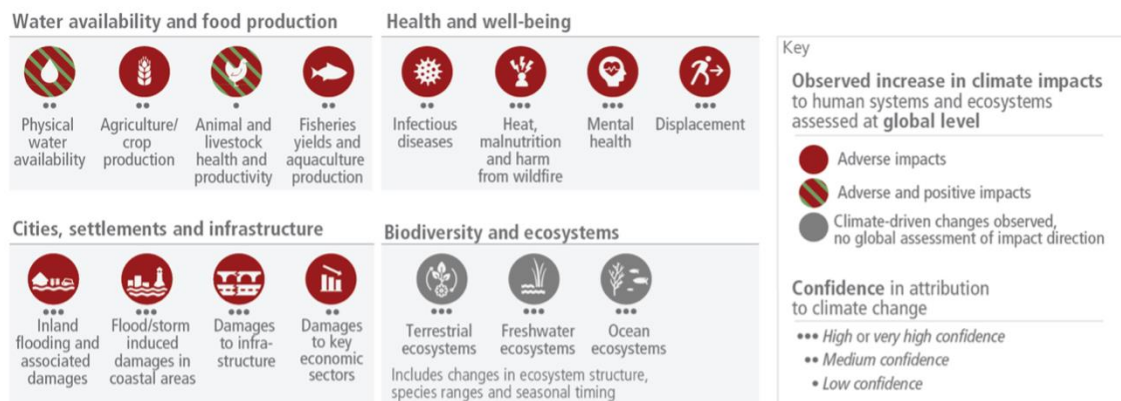 Water availability and food production
Physical
water
availability
Agriculture/
crop
production
Animal and
livestock
health and
productivity
Fisheries
yields and
aquaculture
production
Health and well-being
Infectious
diseases
Heat,
malnutrition
and harm
from wildfire
Mental
health
Displacement
Cities, settlements and infrastructure
Inland
flooding and
associated
damages
Flood/storm
induced
damages in
coastal areas
Damages
to infra-
structure
Damages
to key
economic
sectors
Biodiversity and ecosystems
Terrestrial
ecosystems
Freshwater
ecosystems
Ocean
ecosystems
Includes changes in ecosystem structure,
species ranges and seasonal timing
Key
Observed increase in climate impacts
to human systems and ecosystems
assessed at global level
Adverse impacts
Adverse and positive impacts
Climate-driven changes observed,
no global assessment of impact direction
Confidence in attribution
to climate change
••• High or very high confidence
•• Medium confidence
• Low confidence